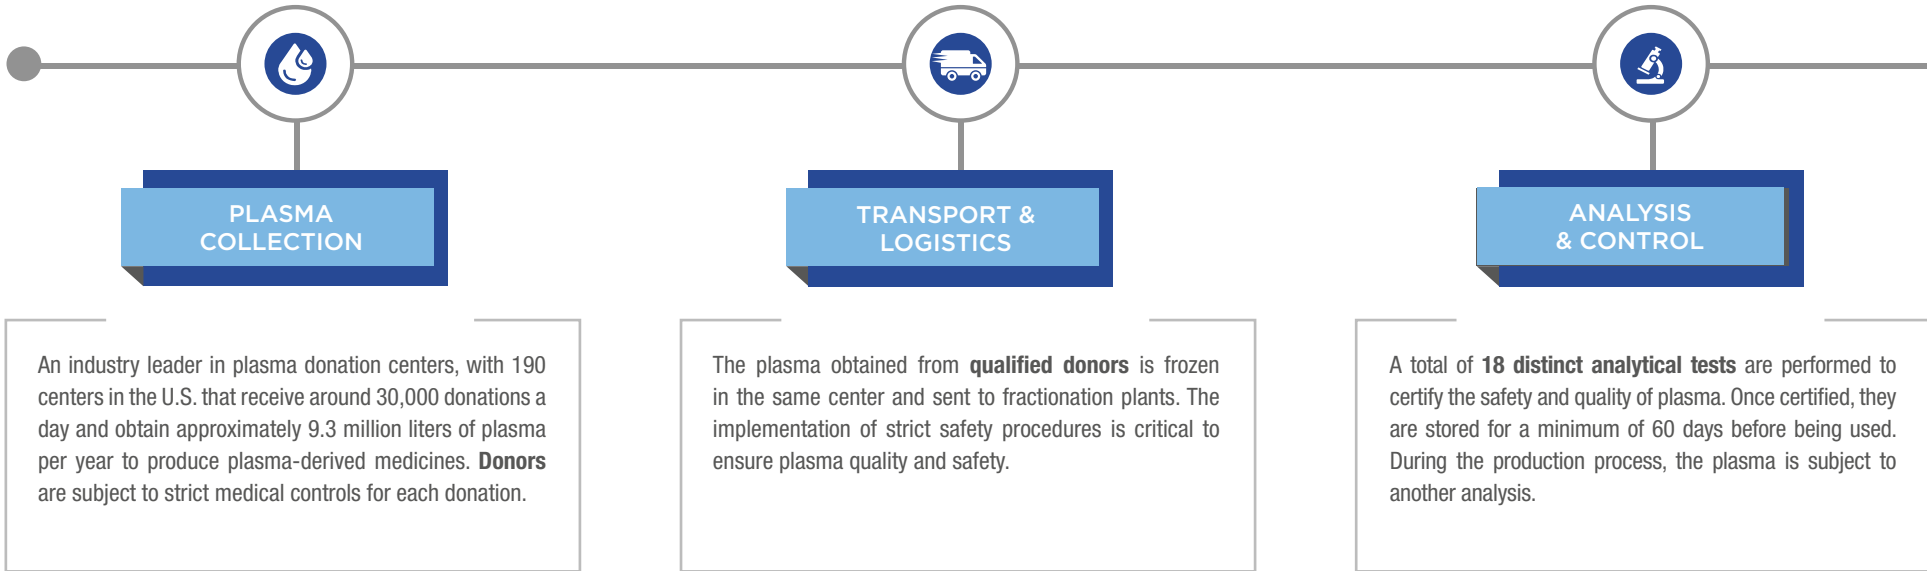 PLASMA
COLLECTION
An industry leader in plasma donation centers, with 190
centers in the U.S. that receive around 30,000 donations a
day and obtain approximately 9.3 million liters of plasma
per year to produce plasma-derived medicines. Donors
are subject to strict medical controls for each donation.
TRANSPORT &
LOGISTICS
The plasma obtained from qualified donors is frozen
in the same center and sent to fractionation plants. The
implementation of strict safety procedures is critical to
ensure plasma quality and safety.
ANALYSIS
& CONTROL
A total of 18 distinct analytical tests are performed to
certify the safety and quality of plasma. Once certified, they
are stored for a minimum of 60 days before being used.
During the production process, the plasma is subject to
another analysis.